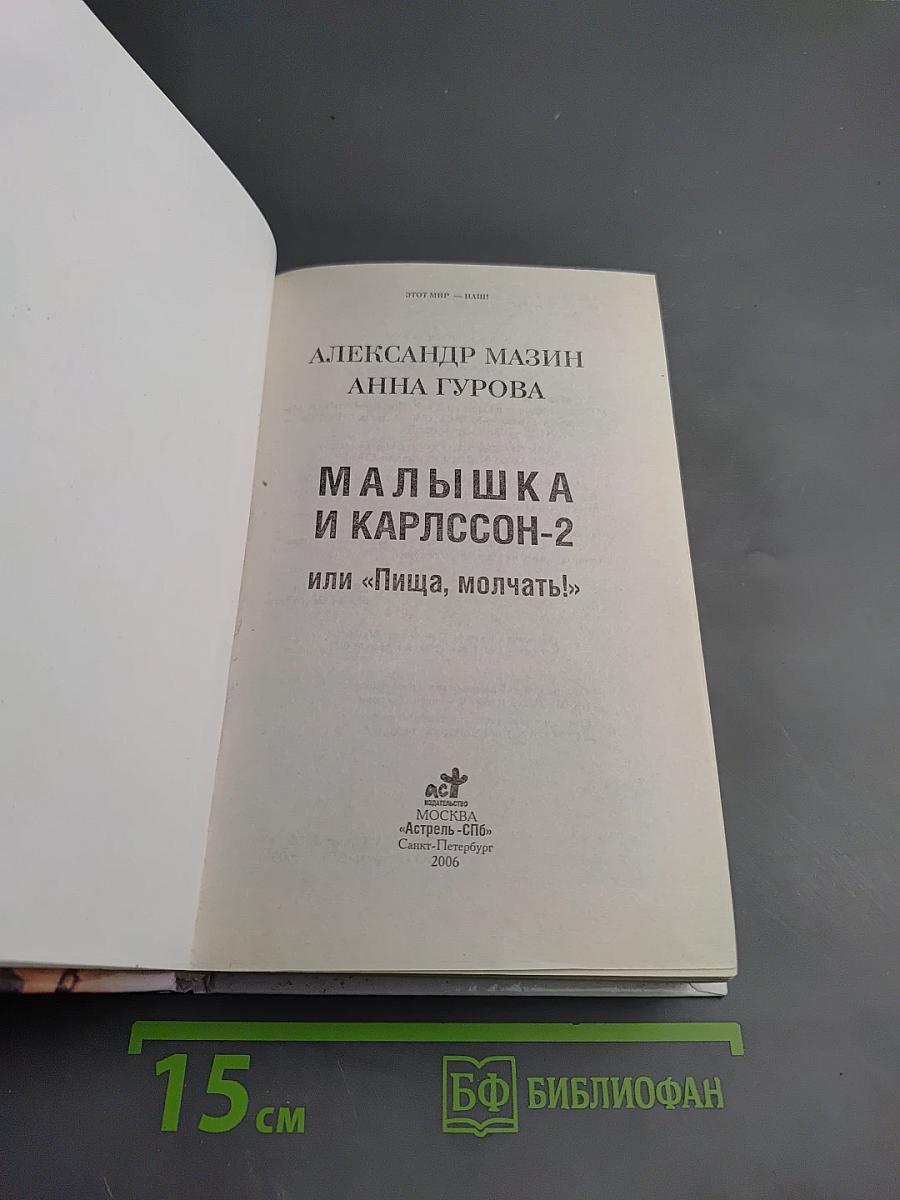 ЭТОТ МИР — НАШ!
АЛЕКСАНДР МАЗИН
АННА ГУРОВА
МАЛЫШКА
И КАРЛССОН-2
или «Пища, молчать!»
аст
ИЗДАТЕЛЬСТВО
МОСКВА
«Астрель-СПб»
Санкт-Петербург
2006
15 см
БФ БИБЛИОФАН